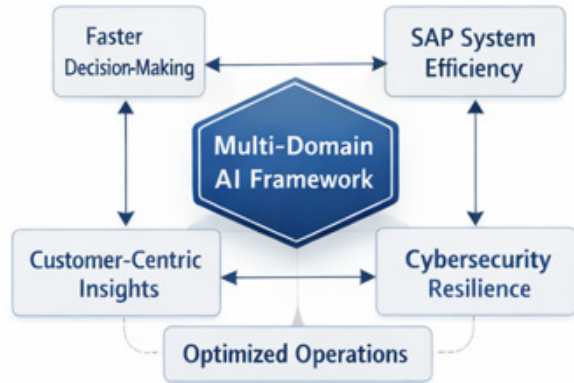 Faster
Decision-Making
SAP System
Efficiency
Multi-Domain
AI Framework
Customer-Centric
Insights
Cybersecurity
Resilience
Optimized Operations